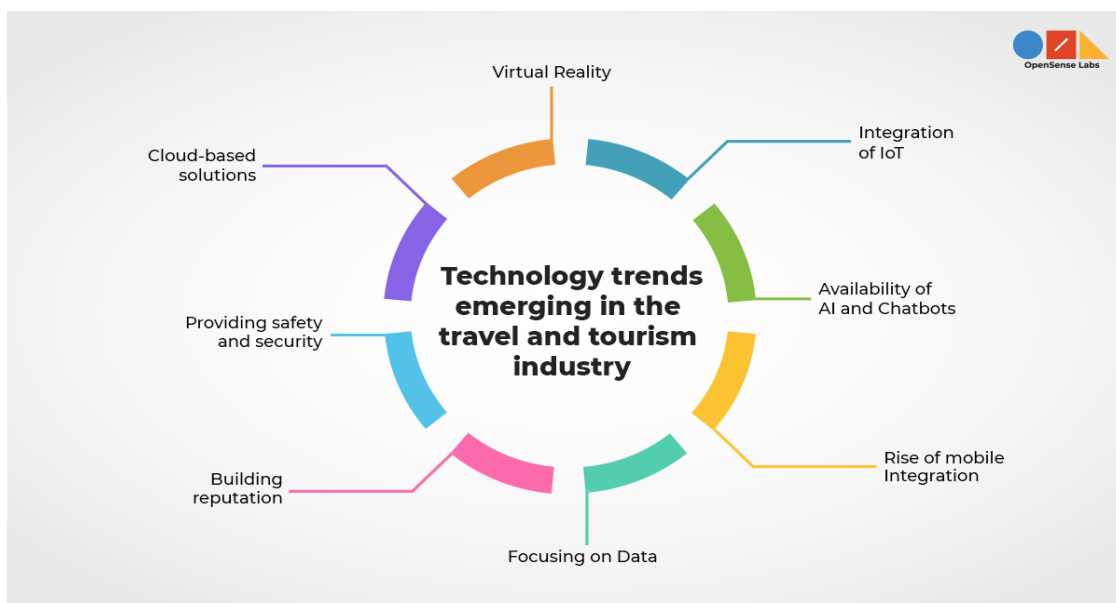 OpenSense Labs
Virtual Reality
Integration
of IoT
Availability of
AI and Chatbots
Rise of mobile
Integration
Focusing on Data
Building
reputation
Providing safety
and security
Cloud-based
solutions
Technology trends
emerging in the
travel and tourism
industry